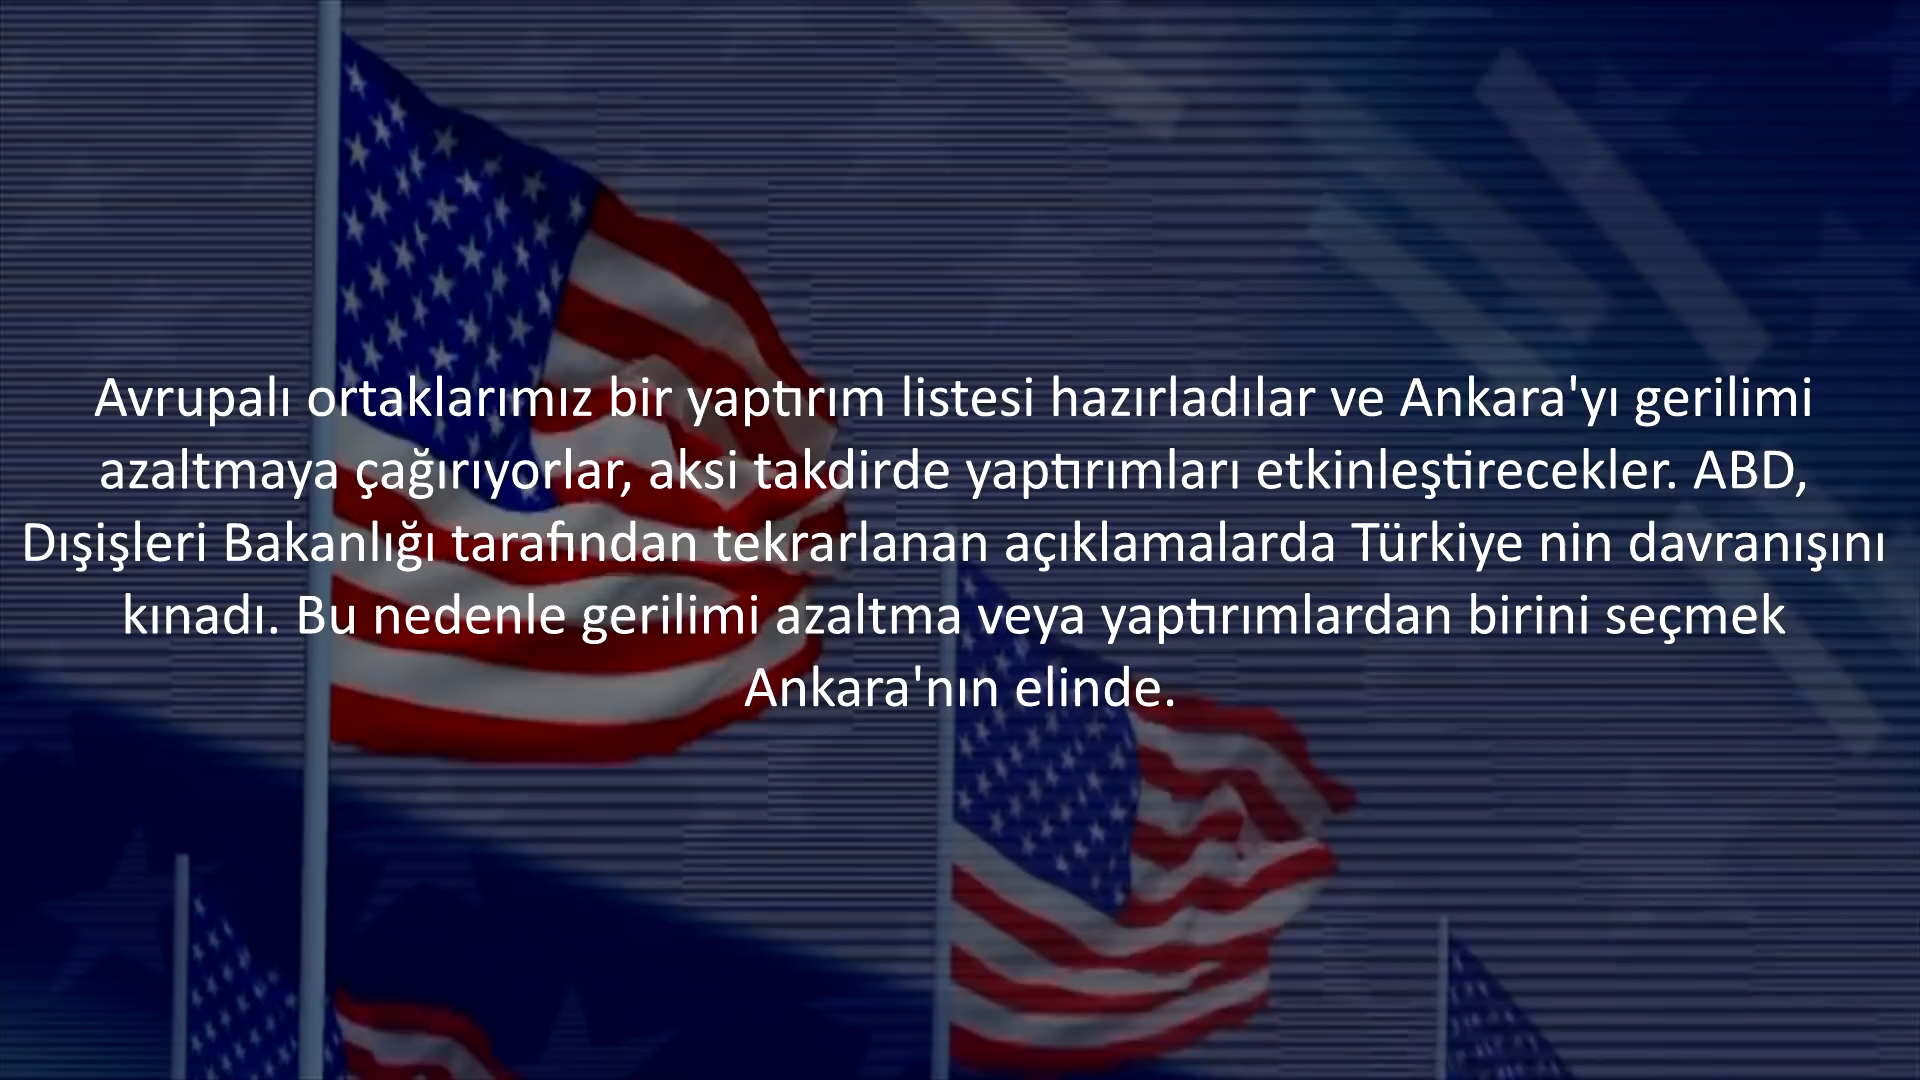 Avrupalı ortaklarımız bir yaptırım listesi hazırladılar ve Ankara'yı gerilimi
azaltmaya çağırıyorlar, aksi takdirde yaptırımları etkinleştirecekler. ABD,
Dışişleri Bakanlığı tarafından tekrarlanan açıklamalarda Türkiye nin davranışını
kınadı. Bu nedenle gerilimi azaltma veya yaptırımlardan birini seçmek
Ankara'nın elinde.